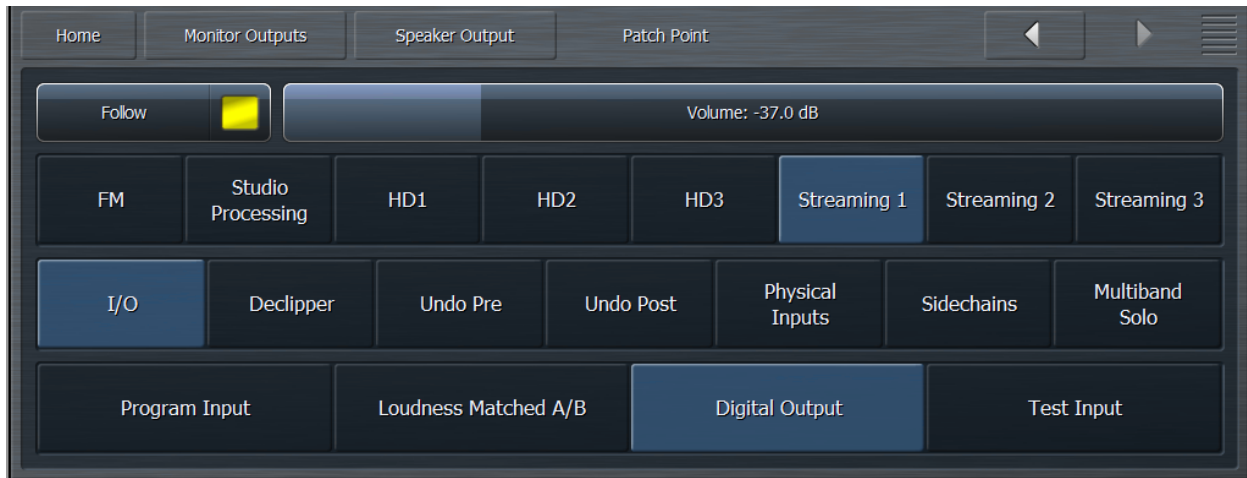 Home
Monitor Outputs
Speaker Output
Patch Point
Follow
Volume: -37.0 dB
FM
Studio
Processing
HD1
HD2
HD3
Streaming 1
Streaming 2
Streaming 3
I/O
Declipper
Undo Pre
Undo Post
Physical
Inputs
Sidechains
Multiband
Solo
Program Input
Loudness Matched A/B
Digital Output
Test Input